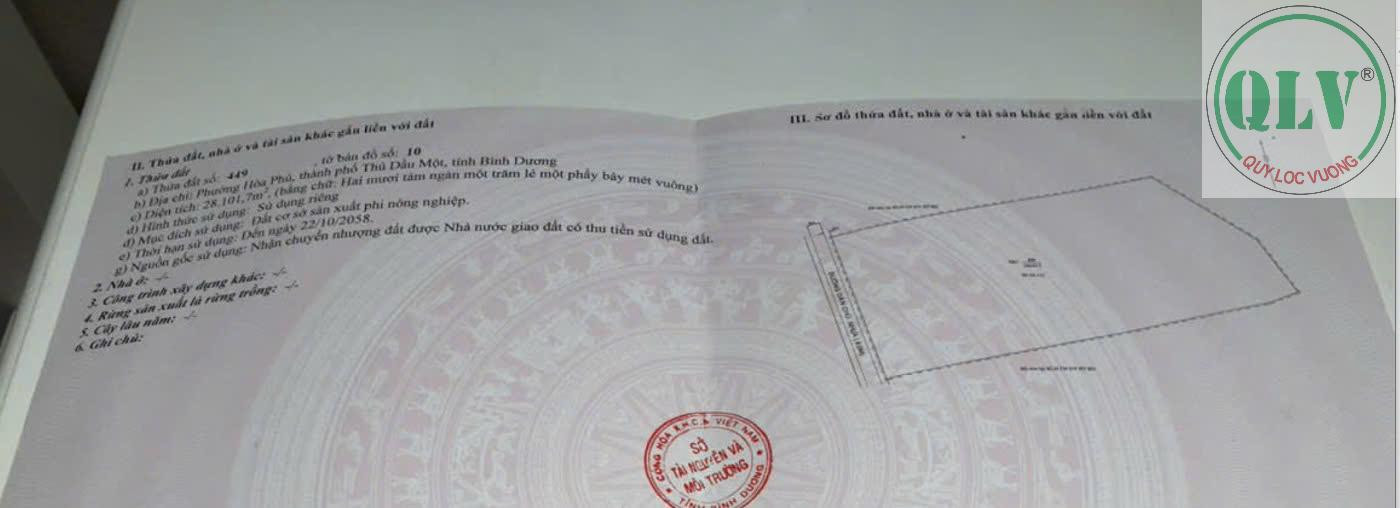 II. Thửa đất, nhà ở và tài sản khác gắn liền với đất
1. Thửa đất
a) Thửa đất số: 449 , tờ bản đồ số: 10
b) Địa chỉ: Phường Hòa Phú, thành phố Thủ Dầu Một, tỉnh Bình Dương
c) Diện tích: 28.101,7m², (bằng chữ: Hai mươi tám ngàn một trăm lẻ một phẩy bảy mét vuông)
d) Hình thức sử dụng: Sử dụng riêng
đ) Mục đích sử dụng: Đất cơ sở sản xuất phi nông nghiệp.
e) Thời hạn sử dụng: Đến ngày 22/10/2058.
g) Nguồn gốc sử dụng: Nhận chuyển nhượng đất được Nhà nước giao đất có thu tiền sử dụng đất.
2. Nhà ở: -/-
3. Công trình xây dựng khác: -/-
4. Rừng sản xuất là rừng trồng: -/-
5. Cây lâu năm: -/-
6. Ghi chú:
III. Sơ đồ thửa đất, nhà ở và tài sản khác gắn liền với đất
CỘNG HÒA X.H.C.N VIỆT NAM
SỞ
TÀI NGUYÊN VÀ
MÔI TRƯỜNG
TỈNH BÌNH DƯƠNG
QLV®
QUY LOC VUONG